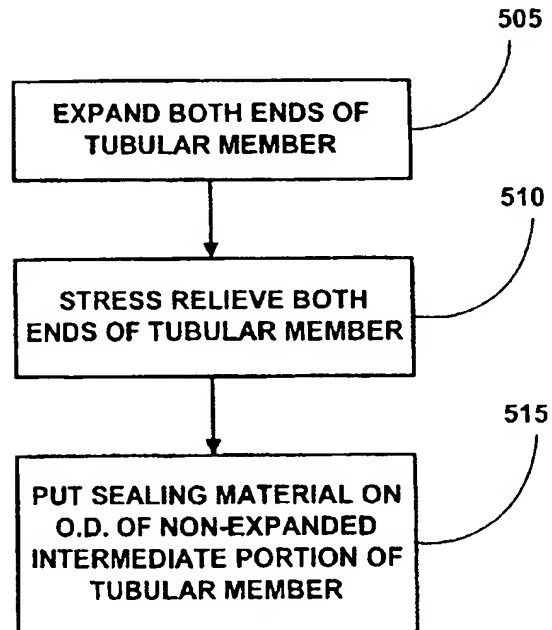 505
EXPAND BOTH ENDS OF
TUBULAR MEMBER
510
STRESS RELIEVE BOTH
ENDS OF TUBULAR MEMBER
515
PUT SEALING MATERIAL ON
O.D. OF NON-EXPANDED
INTERMEDIATE PORTION OF
TUBULAR MEMBER